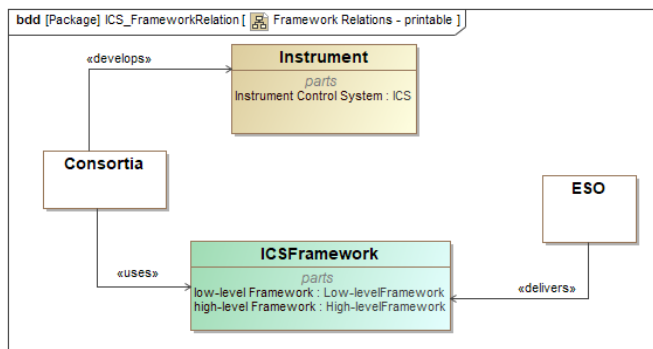 bdd [Package] ICS_FrameworkRelation [ Framework Relations - printable ]
«develops»
Instrument
parts
Instrument Control System : ICS
Consortia
ESO
ICSFramework
parts
low-level Framework : Low-levelFramework
high-level Framework : High-levelFramework
«uses»
«delivers»